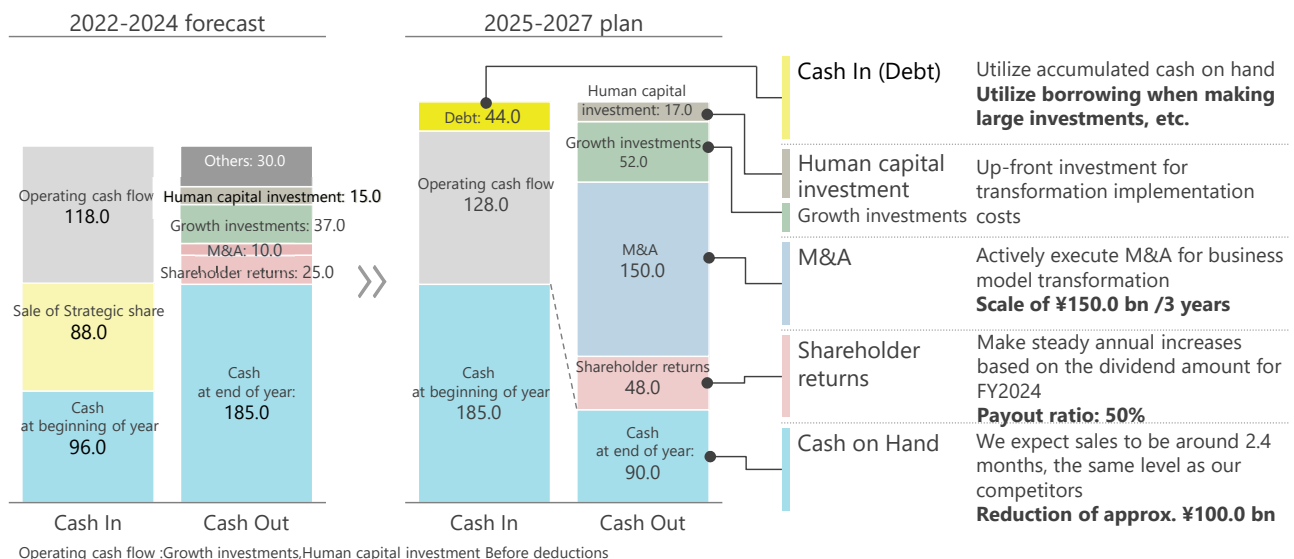 2022-2024 forecast
2025-2027 plan
Operating cash flow
118.0
Sale of Strategic share
88.0
Cash
at beginning of year
96.0
Cash In
Others: 30.0
Human capital investment: 15.0
Growth investments: 37.0
M&A: 10.0
Shareholder returns: 25.0
Cash
at end of year:
185.0
Cash Out
Debt: 44.0
Operating cash flow
128.0
Cash
at beginning of year
185.0
Cash In
Human capital
investment: 17.0
Growth investments
52.0
M&A
150.0
Shareholder returns
48.0
Cash
at end of year:
90.0
Cash Out
Cash In (Debt)
Utilize accumulated cash on hand
Utilize borrowing when making
large investments, etc.
Human capital
investment
Growth investments
Up-front investment for
transformation implementation
costs
M&A
Actively execute M&A for business
model transformation
Scale of ¥150.0 bn /3 years
Shareholder
returns
Make steady annual increases
based on the dividend amount for
FY2024
Payout ratio: 50%
Cash on Hand
We expect sales to be around 2.4
months, the same level as our
competitors
Reduction of approx. ¥100.0 bn
Operating cash flow :Growth investments,Human capital investment Before deductions